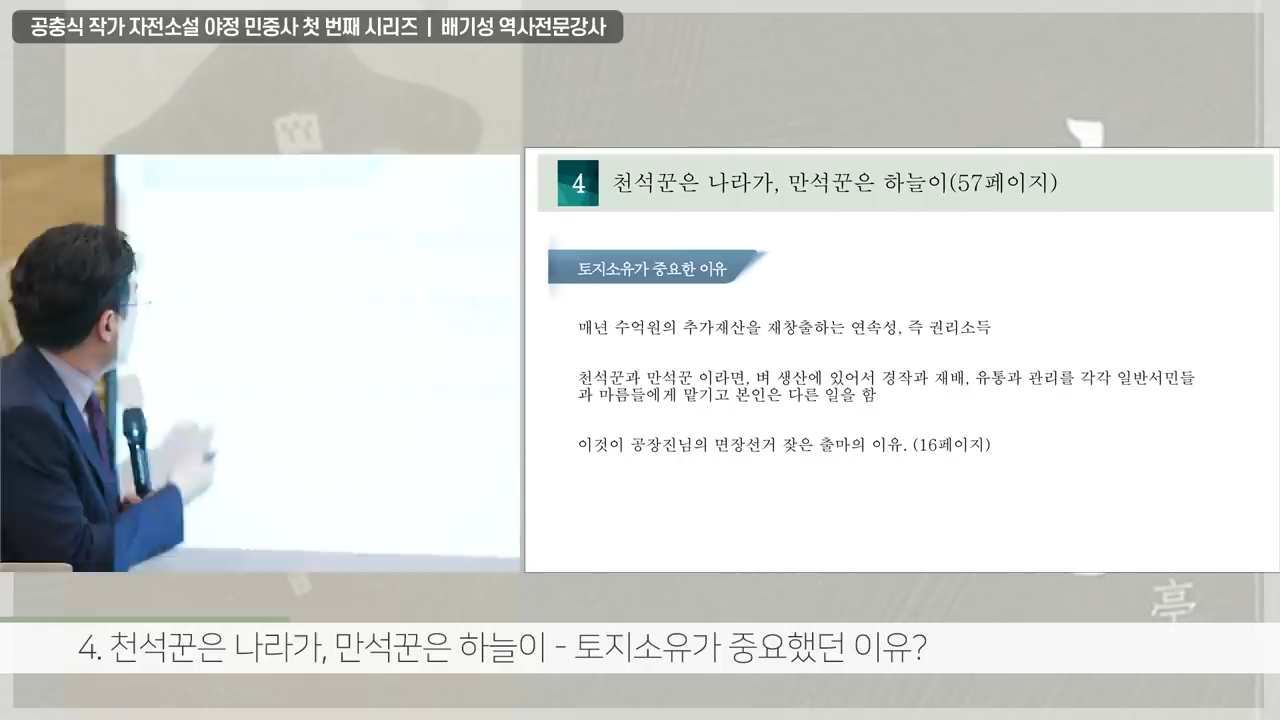 공충식 작가 자전소설 야정 민중사 첫 번째 시리즈 | 배기성 역사전문강사
4 천석꾼은 나라가, 만석꾼은 하늘이(57페이지)
토지소유가 중요한 이유
매년 수억원의 추가재산을 재창출하는 연속성, 즉 권리소득
천석꾼과 만석꾼 이라면, 벼 생산에 있어서 경작과 재배, 유통과 관리를 각각 일반서민들
과 마름들에게 맡기고 본인은 다른 일을 함
이것이 공장진님의 면장선거 잦은 출마의 이유. (16페이지)
亭
4. 천석꾼은 나라가, 만석꾼은 하늘이 - 토지소유가 중요했던 이유?